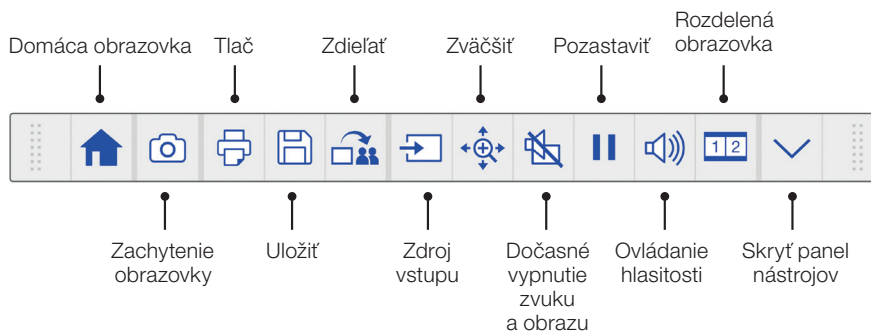 Domáca obrazovka
Tlač
Zdieľať
Zväčšiť
Pozastaviť
Rozdelená
obrazovka
1 2
Zachytenie
obrazovky
Uložiť
Zdroj
vstupu
Dočasné
vypnutie
zvuku
a obrazu
Ovládanie
hlasitosti
Skryť panel
nástrojov